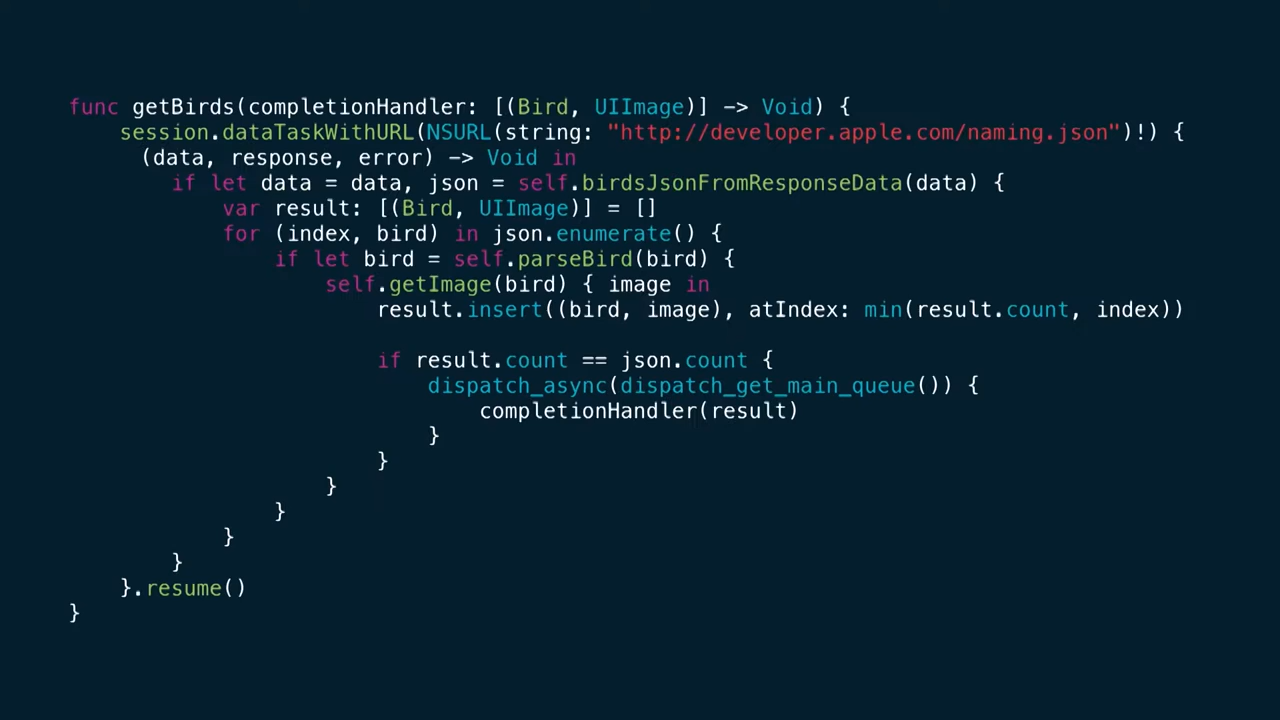 func getBirds(completionHandler: [(Bird, UIImage)] -> Void) {
    session.dataTaskWithURL(NSURL(string: "http://developer.apple.com/naming.json")!) {
      (data, response, error) -> Void in
        if let data = data, json = self.birdsJsonFromResponseData(data) {
            var result: [(Bird, UIImage)] = []
            for (index, bird) in json.enumerate() {
                if let bird = self.parseBird(bird) {
                    self.getImage(bird) { image in
                        result.insert((bird, image), atIndex: min(result.count, index))

                        if result.count == json.count {
                            dispatch_async(dispatch_get_main_queue()) {
                                completionHandler(result)
                            }
                        }
                    }
                }
            }
        }
    }.resume()
}